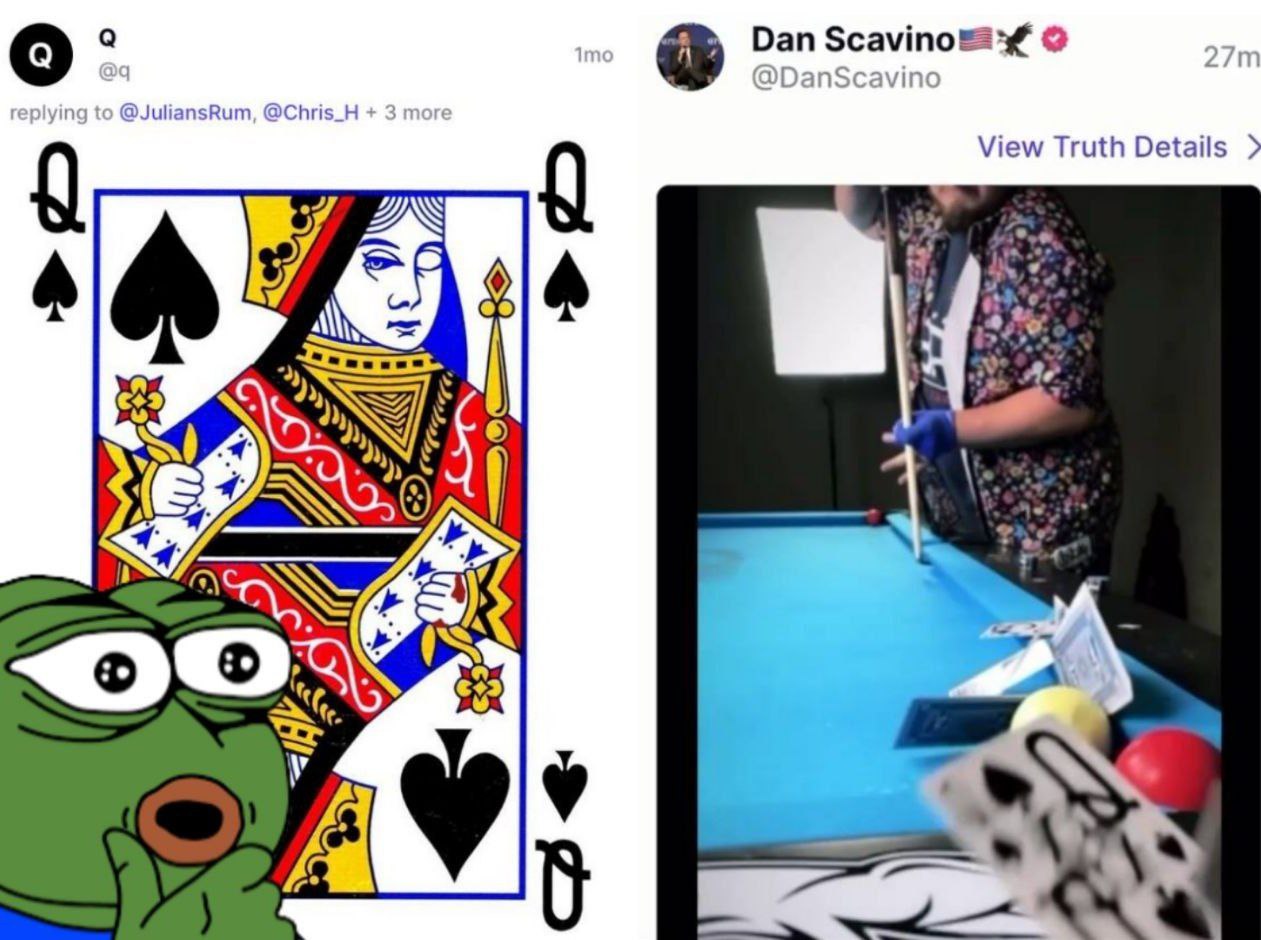 Q
Q
@q
1mo
replying to @JuliansRum, @Chris_H + 3 more
Q
Q
Q
Dan Scavino🇺🇸🦅
@DanScavino
27m
View Truth Details >
Q